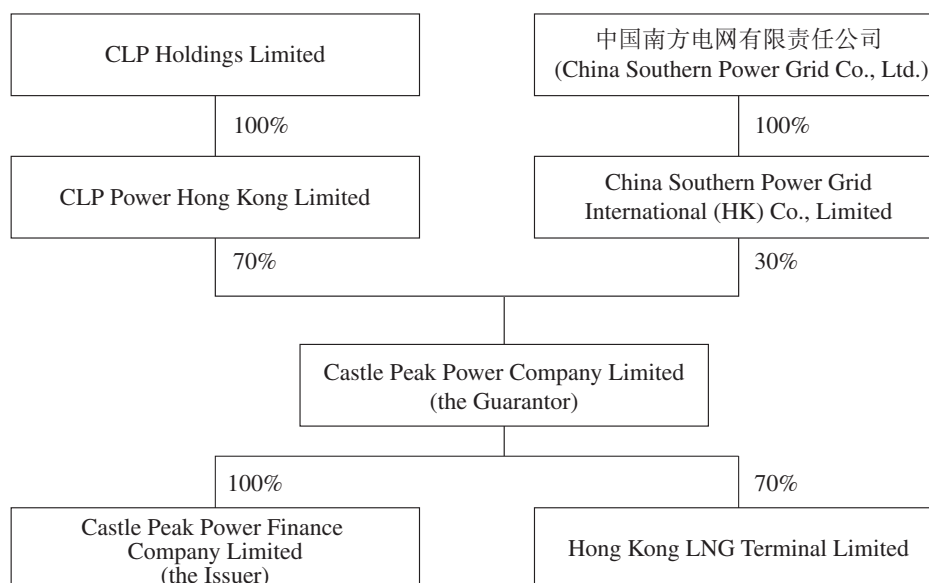 CLP Holdings Limited
中国南方电网有限责任公司
(China Southern Power Grid Co., Ltd.)
100%
100%
CLP Power Hong Kong Limited
China Southern Power Grid
International (HK) Co., Limited
70%
30%
Castle Peak Power Company Limited
(the Guarantor)
100%
70%
Castle Peak Power Finance
Company Limited
(the Issuer)
Hong Kong LNG Terminal Limited